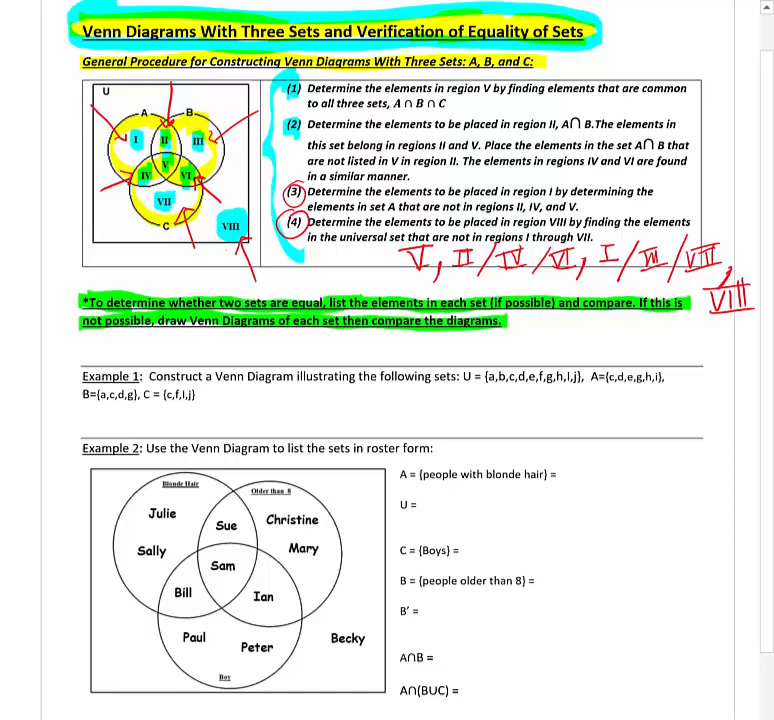 Venn Diagrams With Three Sets and Verification of Equality of Sets
General Procedure for Constructing Venn Diagrams With Three Sets: A, B, and C:
U
A
B
I
II
III
V
IV
VI
VII
C
VIII
(1) Determine the elements in region V by finding elements that are common
to all three sets, A ∩ B ∩ C
(2) Determine the elements to be placed in region II, A∩ B.The elements in
this set belong in regions II and V. Place the elements in the set A∩ B that
are not listed in V in region II. The elements in regions IV and VI are found
in a similar manner.
(3) Determine the elements to be placed in region I by determining the
elements in set A that are not in regions II, IV, and V.
(4) Determine the elements to be placed in region VIII by finding the elements
in the universal set that are not in regions I through VII.
V, II/IV/VI, I/III/VII,
VIII
*To determine whether two sets are equal, list the elements in each set (if possible) and compare. If this is
not possible, draw Venn Diagrams of each set then compare the diagrams.
Example 1: Construct a Venn Diagram illustrating the following sets: U = {a,b,c,d,e,f,g,h,I,j}, A={c,d,e,g,h,i},
B={a,c,d,g}, C = {c,f,I,j}
Example 2: Use the Venn Diagram to list the sets in roster form:
Blonde Hair
Older than 8
Julie
Sue
Christine
Sally
Mary
Sam
Bill
Ian
Paul
Peter
Becky
Boy
A = {people with blonde hair} =
U =
C = {Boys} =
B = {people older than 8} =
B' =
A∩B =
A∩(BUC) =